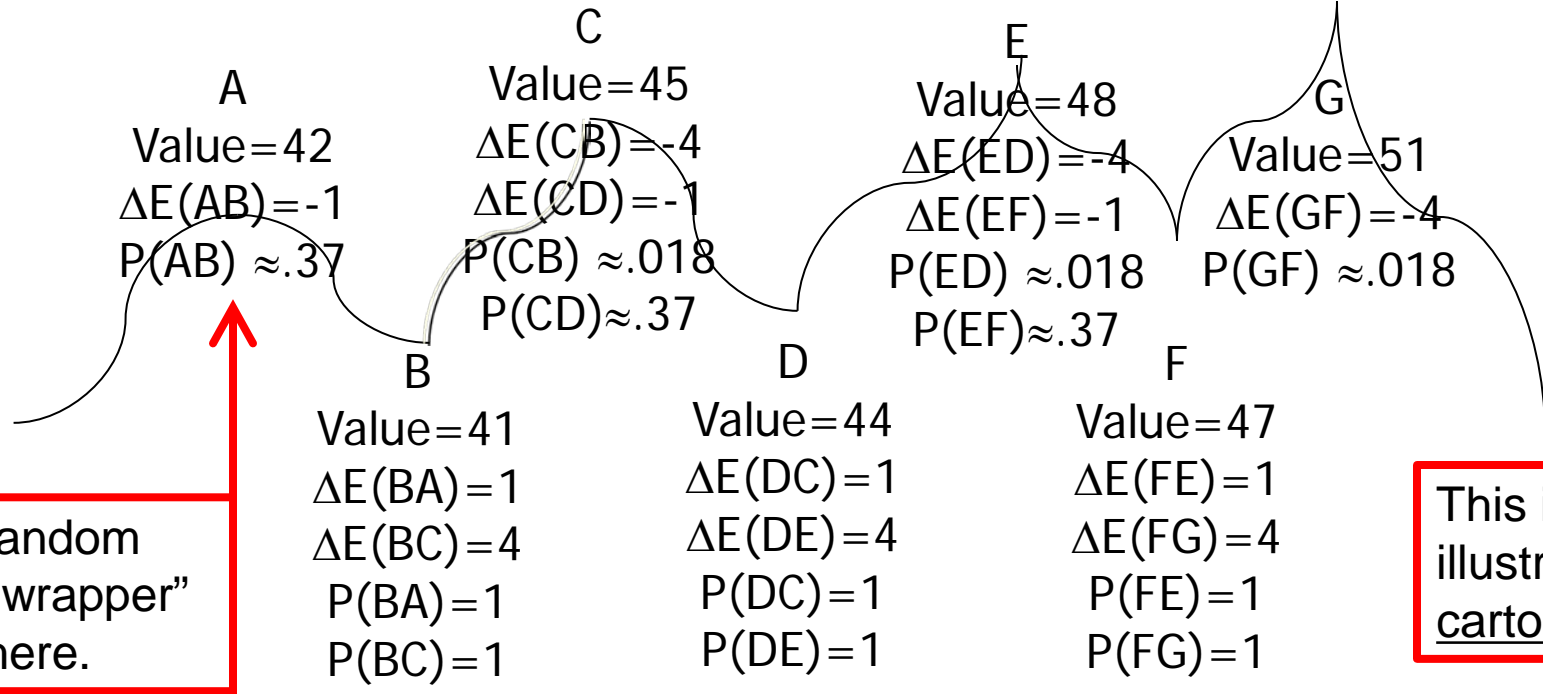 A
Value=42
ΔE(AB)=-1
P(AB) ≈.37
C
Value=45
ΔE(CB)=-4
ΔE(CD)=-1
P(CB) ≈.018
P(CD)≈.37
E
Value=48
ΔE(ED)=-4
ΔE(EF)=-1
P(ED) ≈.018
P(EF)≈.37
G
Value=51
ΔE(GF)=-4
P(GF) ≈.018
B
Value=41
ΔE(BA)=1
ΔE(BC)=4
P(BA)=1
P(BC)=1
D
Value=44
ΔE(DC)=1
ΔE(DE)=4
P(DC)=1
P(DE)=1
F
Value=47
ΔE(FE)=1
ΔE(FG)=4
P(FE)=1
P(FG)=1
andom
wrapper”
here.
This i
illustr
carto